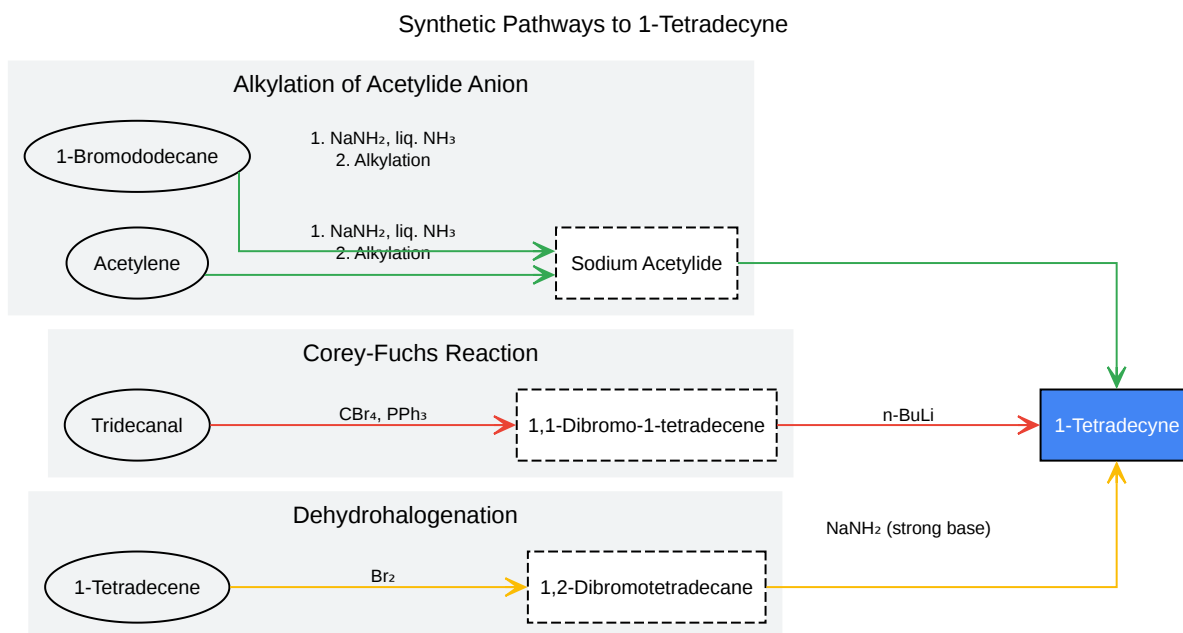 Synthetic Pathways to 1-Tetradecyne
Alkylation of Acetylide Anion
1-Bromododecane
1. NaNH₂, liq. NH₃
2. Alkylation
Acetylene
1. NaNH₂, liq. NH₃
2. Alkylation
Sodium Acetylide
Corey-Fuchs Reaction
Tridecanal
CBr₄, PPh₃
1,1-Dibromo-1-tetradecene
n-BuLi
1-Tetradecyne
Dehydrohalogenation
1-Tetradecene
Br₂
1,2-Dibromotetradecane
NaNH₂ (strong base)